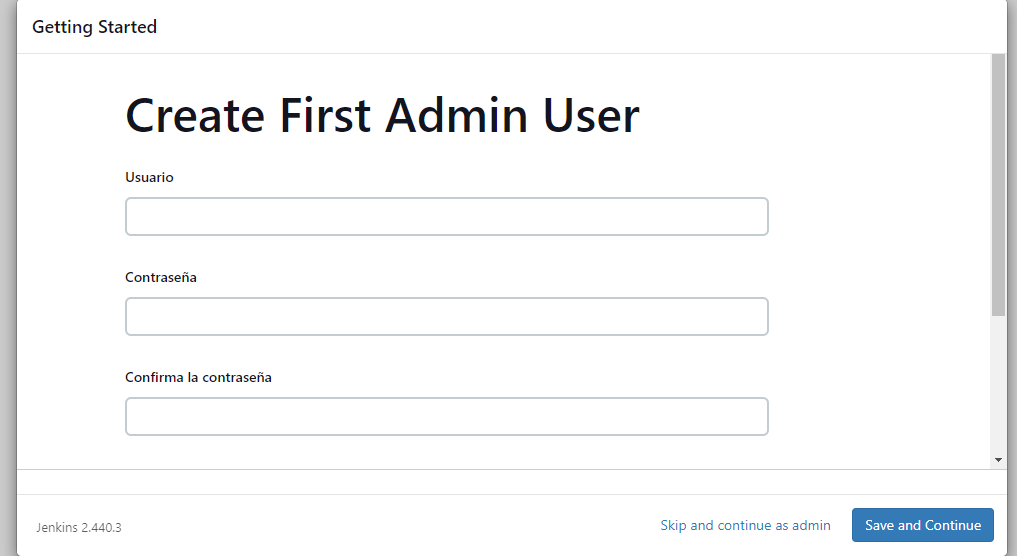 Getting Started
Create First Admin User
Usuario
Contraseña
Confirma la contraseña
Jenkins 2.440.3
Skip and continue as admin
Save and Continue